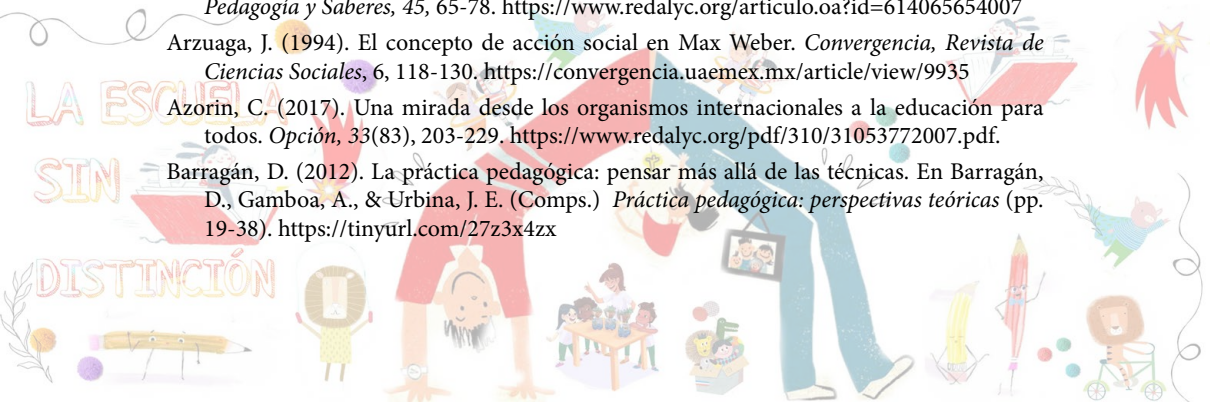 Pedagogía y Saberes, 45, 65-78. https://www.redalyc.org/articulo.oa?id=614065654007
Arzuaga, J. (1994). El concepto de acción social en Max Weber. Convergencia, Revista de
Ciencias Sociales, 6, 118-130. https://convergencia.uaemex.mx/article/view/9935
Azorin, C. (2017). Una mirada desde los organismos internacionales a la educación para
todos. Opción, 33(83), 203-229. https://www.redalyc.org/pdf/310/31053772007.pdf.
Barragán, D. (2012). La práctica pedagógica: pensar más allá de las técnicas. En Barragán,
D., Gamboa, A., & Urbina, J. E. (Comps.) Práctica pedagógica: perspectivas teóricas (pp.
19-38). https://tinyurl.com/27z3x4zx
LA ESCUELA
SIN
DISTINCIÓN